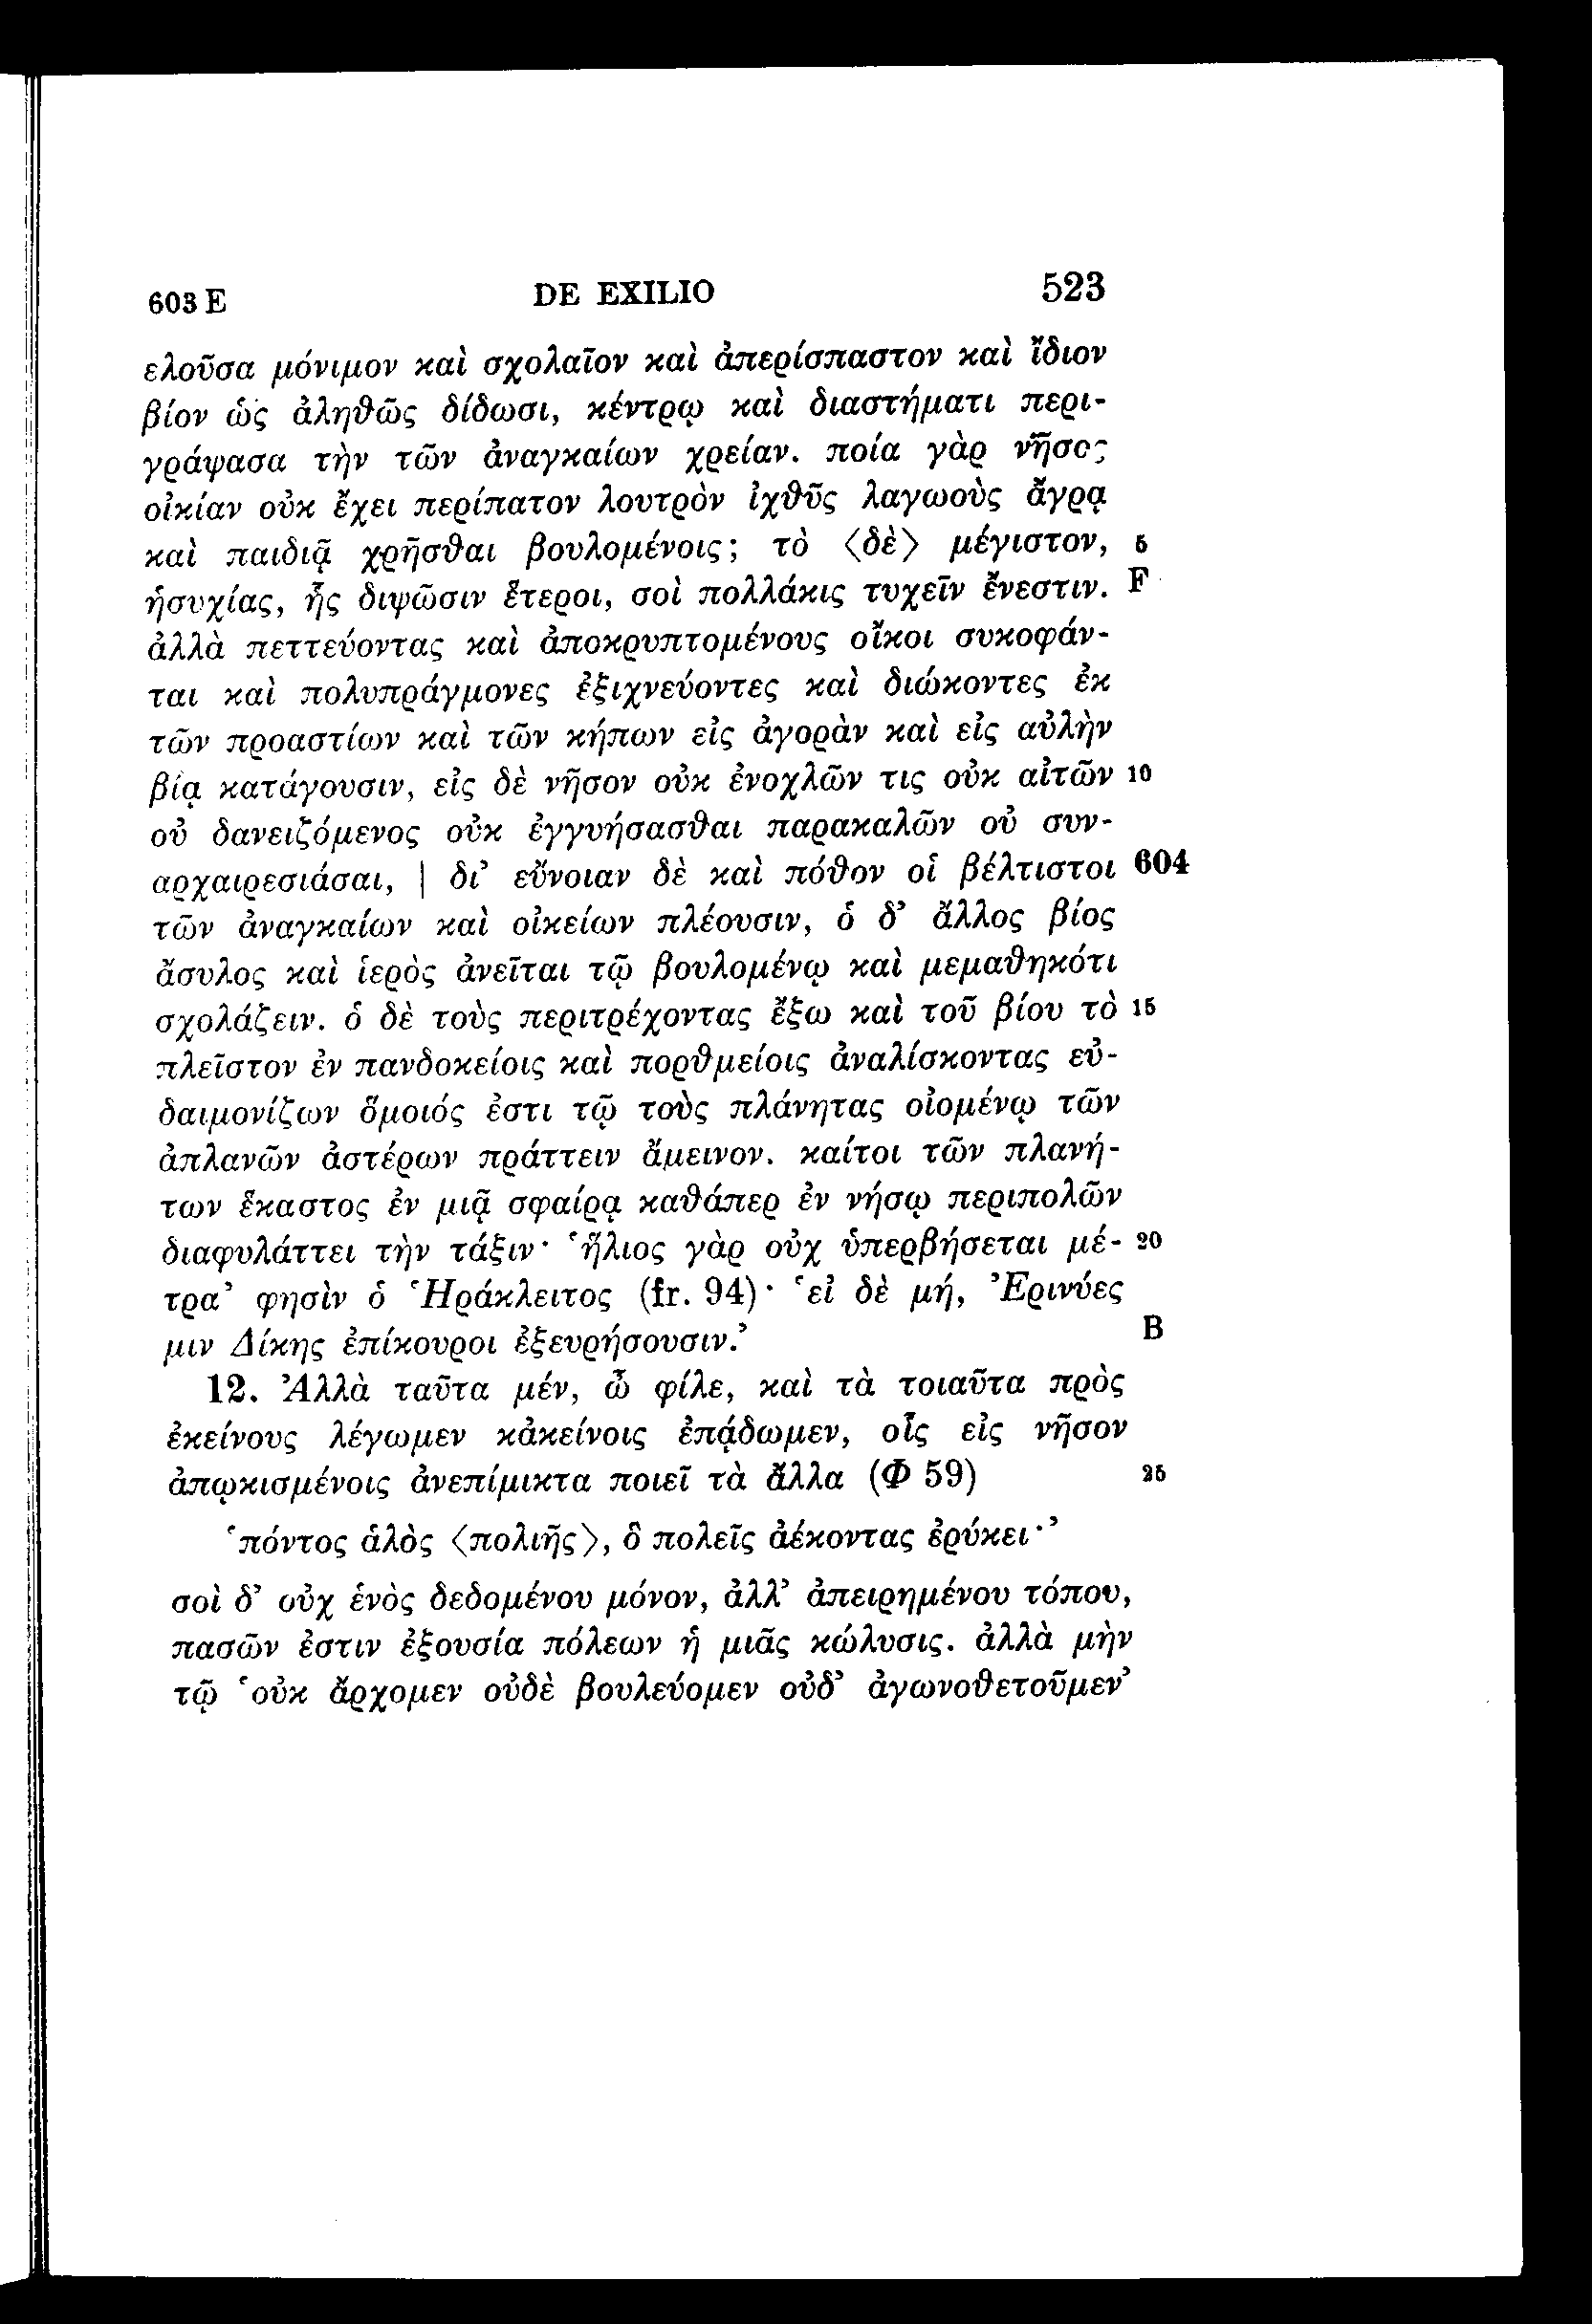 603 E DE EXILIO 523
ελοῦσα μόνιμον καὶ σχολαῖον καὶ ἀπερίσπαστον καὶ ἴδιον
βίον ὡς ἀληθῶς δίδωσι, κέντρῳ καὶ διαστήματι περι-
γράψασα τὴν τῶν ἀναγκαίων χρείαν. ποία γὰρ νῆσος
οἰκίαν οὐκ ἔχει περίπατον λουτρὸν ἰχθῦς λαγωοὺς ἄγρᾳ
καὶ παιδιᾷ χρῆσθαι βουλομένοις; τὸ 〈δὲ〉 μέγιστον, 5
ἡσυχίας, ἧς διψῶσιν ἕτεροι, σοὶ πολλάκις τυχεῖν ἔνεστιν. F
ἀλλὰ πεττεύοντας καὶ ἀποκρυπτομένους οἴκοι συκοφάν-
ται καὶ πολυπράγμονες ἐξιχνεύοντες καὶ διώκοντες ἐκ
τῶν προαστίων καὶ τῶν κήπων εἰς ἀγορὰν καὶ εἰς αὐλὴν
βίᾳ κατάγουσιν, εἰς δὲ νῆσον οὐκ ἐνοχλῶν τις οὐκ αἰτῶν 10
οὐ δανειζόμενος οὐκ ἐγγυήσασθαι παρακαλῶν οὐ συν-
αρχαιρεσιάσαι, | δι’ εὔνοιαν δὲ καὶ πόθον οἱ βέλτιστοι 604
τῶν ἀναγκαίων καὶ οἰκείων πλέουσιν, ὁ δ’ ἄλλος βίος
ἄσυλος καὶ ἱερὸς ἀνεῖται τῷ βουλομένῳ καὶ μεμαθηκότι
σχολάζειν. ὁ δὲ τοὺς περιτρέχοντας ἔξω καὶ τοῦ βίου τὸ 15
πλεῖστον ἐν πανδοκείοις καὶ πορθμείοις ἀναλίσκοντας εὐ-
δαιμονίζων ὅμοιός ἐστι τῷ τοὺς πλάνητας οἰομένῳ τῶν
ἀπλανῶν ἀστέρων πράττειν ἄμεινον. καίτοι τῶν πλανή-
των ἕκαστος ἐν μιᾷ σφαίρᾳ καθάπερ ἐν νήσῳ περιπολῶν
διαφυλάττει τὴν τάξιν· ‘ἥλιος γὰρ οὐχ ὑπερβήσεται μέ- 20
τρα’ φησὶν ὁ Ἡράκλειτος (fr. 94)· ‘εἰ δὲ μή, Ἐρινύες
μιν Δίκης ἐπίκουροι ἐξευρήσουσιν.’ B
12. Ἀλλὰ ταῦτα μέν, ὦ φίλε, καὶ τὰ τοιαῦτα πρὸς
ἐκείνους λέγωμεν κἀκείνοις ἐπᾴδωμεν, οἷς εἰς νῆσον
ἀπῳκισμένοις ἀνεπίμικτα ποιεῖ τὰ ἄλλα (Φ 59) 25
‘πόντος ἁλὸς 〈πολιῆς〉, ὃ πολεῖς ἀέκοντας ἐρύκει·’
σοὶ δ’ οὐχ ἑνὸς δεδομένου μόνον, ἀλλ’ ἀπειρημένου τόπου,
πασῶν ἐστιν ἐξουσία πόλεων ἡ μιᾶς κώλυσις. ἀλλὰ μὴν
τῷ ‘οὐκ ἄρχομεν οὐδὲ βουλεύομεν οὐδ’ ἀγωνοθετοῦμεν’